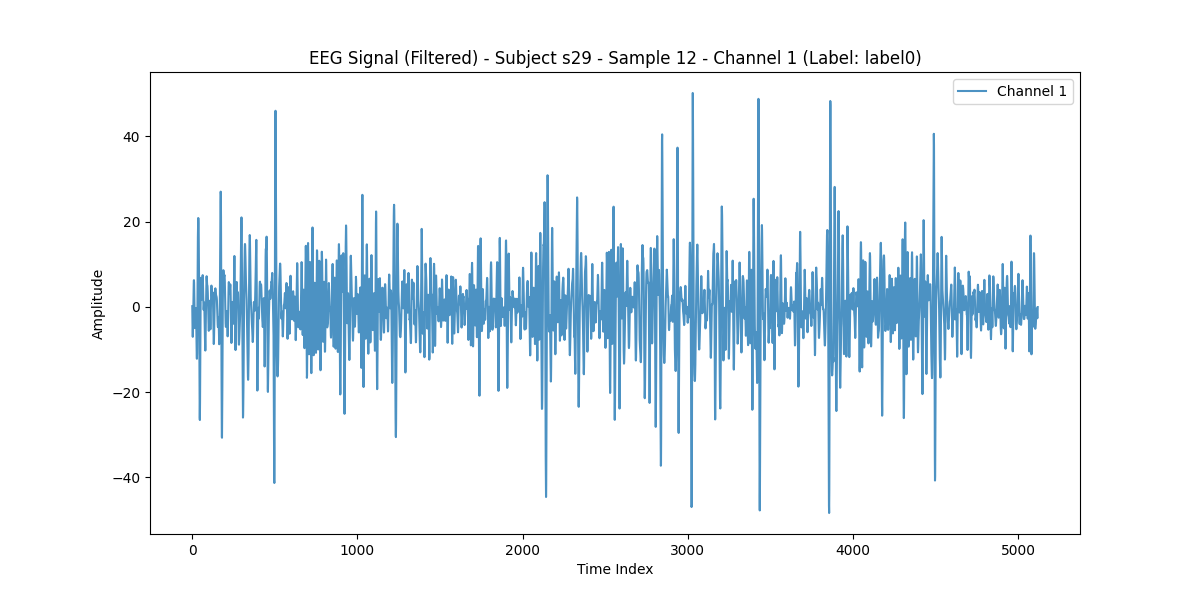 EEG Signal (Filtered) - Subject s29 - Sample 12 - Channel 1 (Label: label0)
Channel 1
Amplitude
40
20
0
−20
−40
0 1000 2000 3000 4000 5000
Time Index